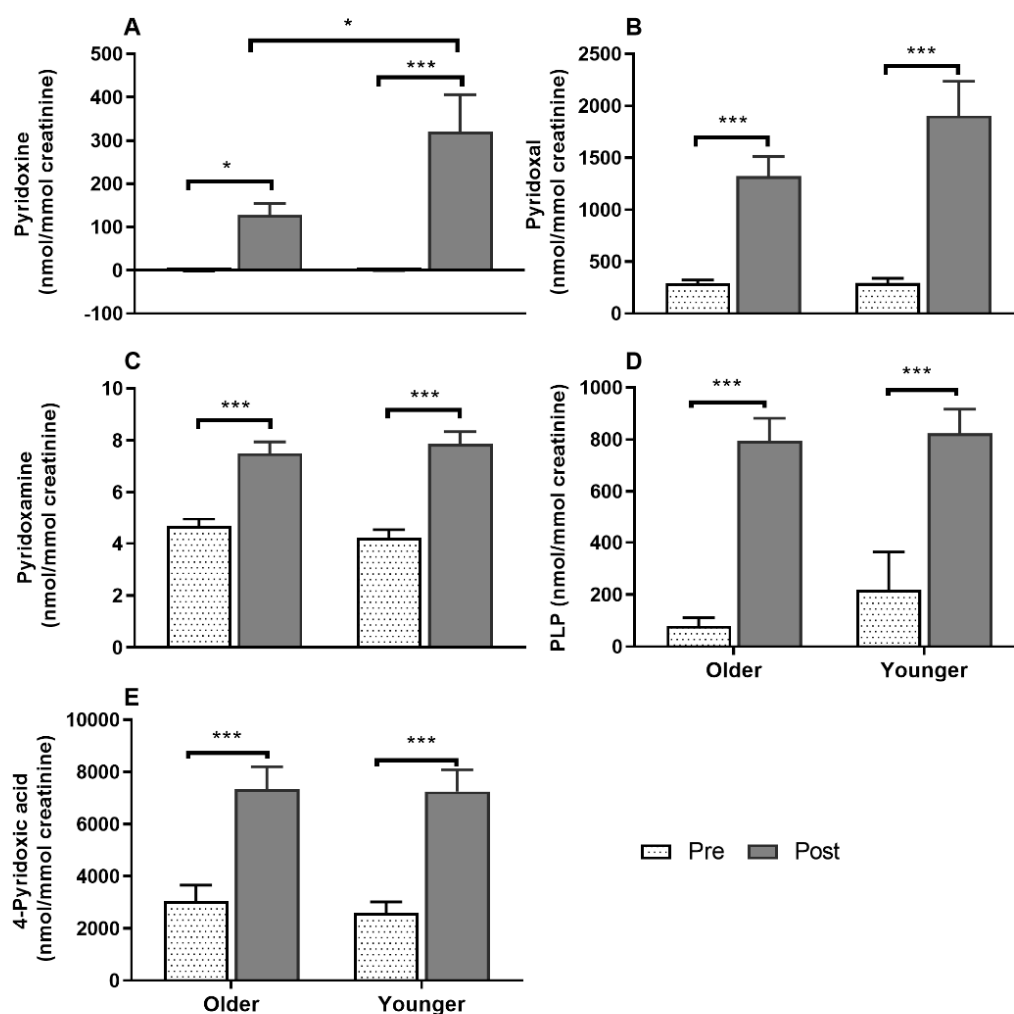 A
Pyridoxine
(nmol/mmol creatinine)
500
400
300
200
100
0
-100
*
***
*
B
Pyridoxal
(nmol/mmol creatinine)
2500
2000
1500
1000
500
0
***
***
C
Pyridoxamine
(nmol/mmol creatinine)
10
8
6
4
2
0
***
***
D
PLP (nmol/mmol creatinine)
1000
800
600
400
200
0
***
***
Older
Younger
E
4-Pyridoxic acid
(nmol/mmol creatinine)
10000
8000
6000
4000
2000
0
***
***
Older
Younger
Pre
Post